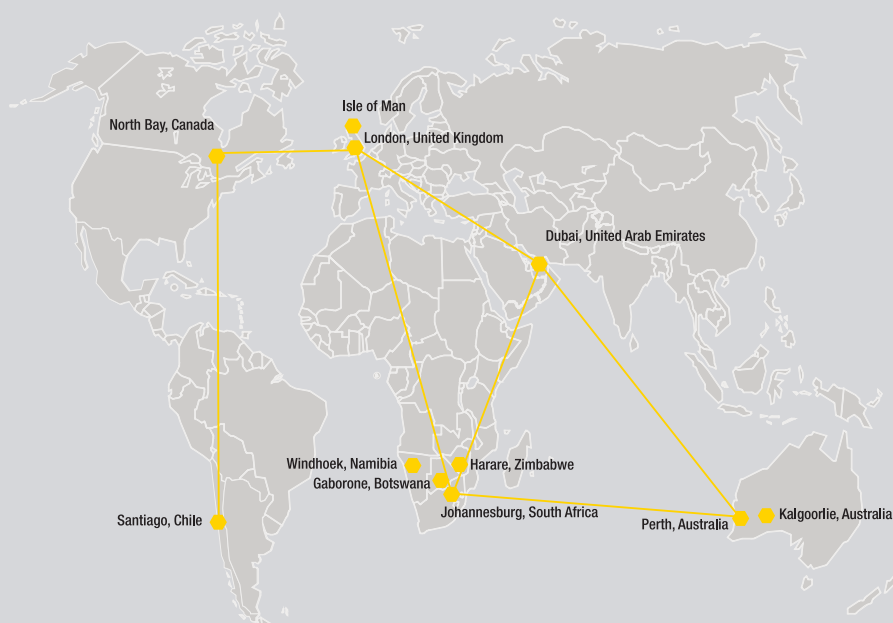 Isle of Man
North Bay, Canada
London, United Kingdom
Dubai, United Arab Emirates
Windhoek, Namibia
Harare, Zimbabwe
Gaborone, Botswana
Johannesburg, South Africa
Santiago, Chile
Perth, Australia
Kalgoorlie, Australia